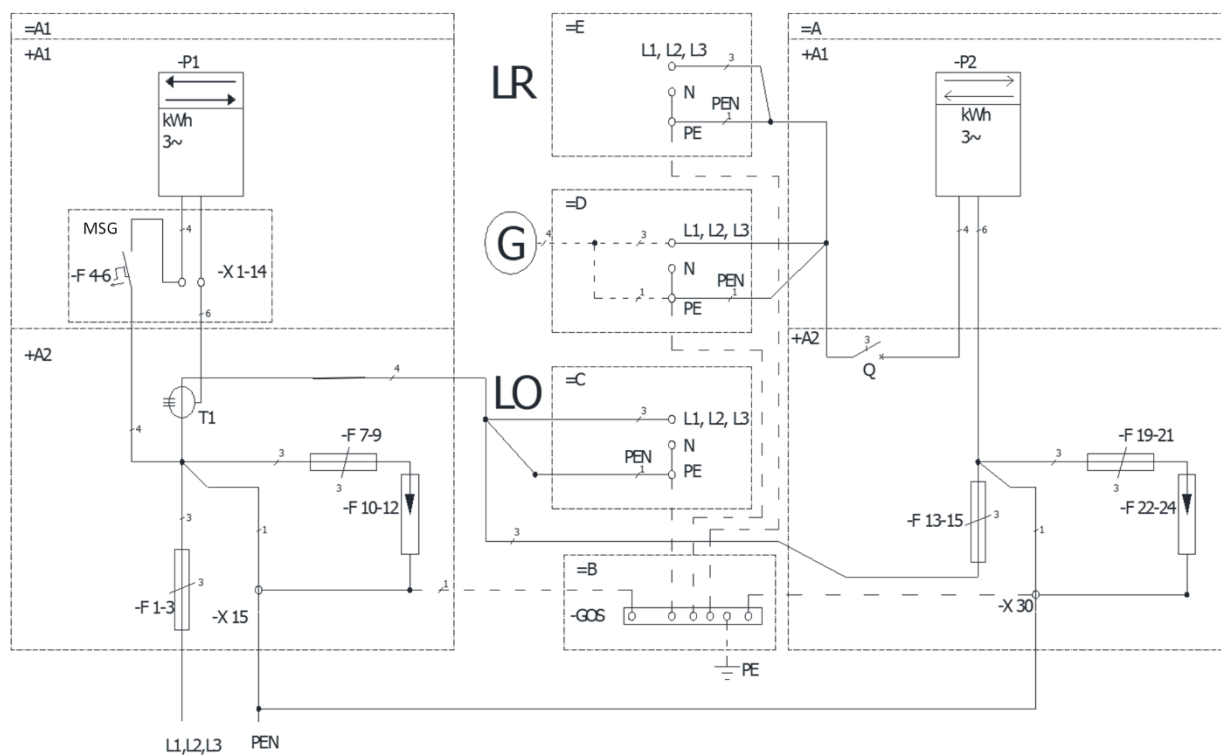 =A1
+A1
-P1
kWh
3~
MSG
-F 4-6
4
-X 1-14
6
+A2
T1
4
4
3
-F 7-9
3
-F 10-12
3
1
3
-F 1-3
-X 15
1
L1,L2,L3
PEN
LR
=E
L1, L2, L3
3
N
PEN
1
PE
=D
G
4
3
L1, L2, L3
N
PEN
1
1
PE
LO
=C
3
L1, L2, L3
N
PEN
1
PE
3
=B
-GOS
PE
=A
+A1
-P2
kWh
3~
4
6
+A2
3
Q
-F 19-21
3
3
-F 13-15
3
-F 22-24
1
-X 30